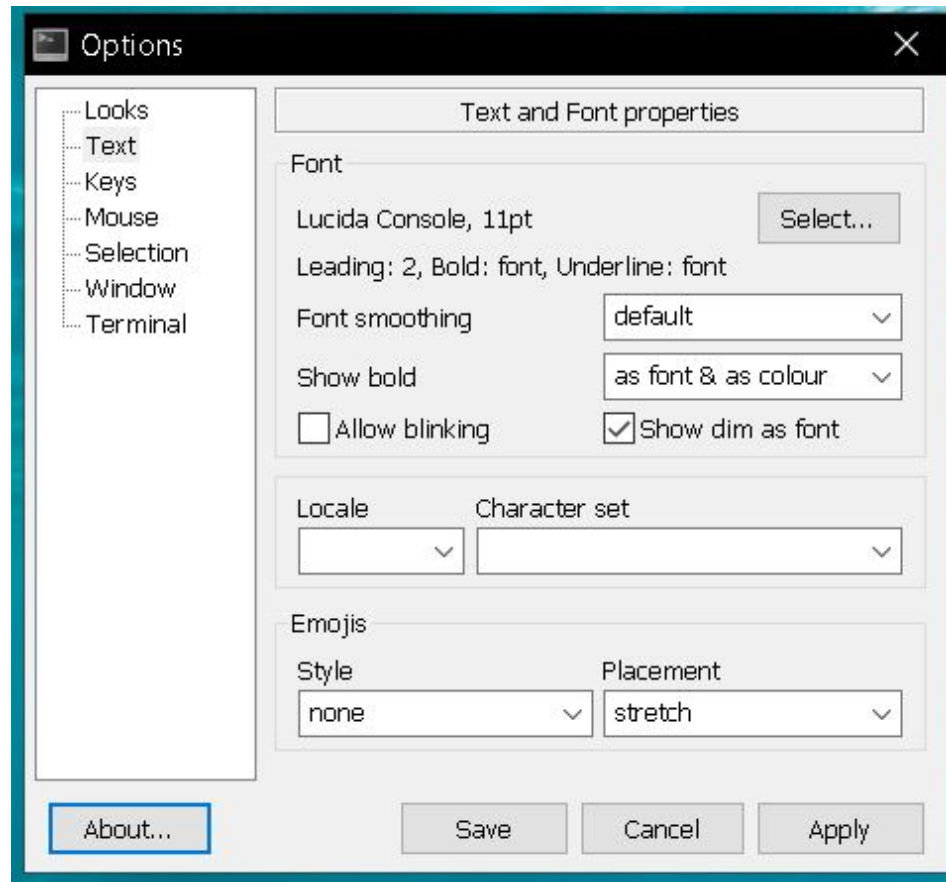 Options
Looks
Text
Keys
Mouse
Selection
Window
Terminal
Text and Font properties
Font
Lucida Console, 11pt
Select...
Leading: 2, Bold: font, Underline: font
Font smoothing
default
Show bold
as font & as colour
Allow blinking
Show dim as font
Locale
Character set
Emojis
Style
Placement
none
stretch
About...
Save
Cancel
Apply